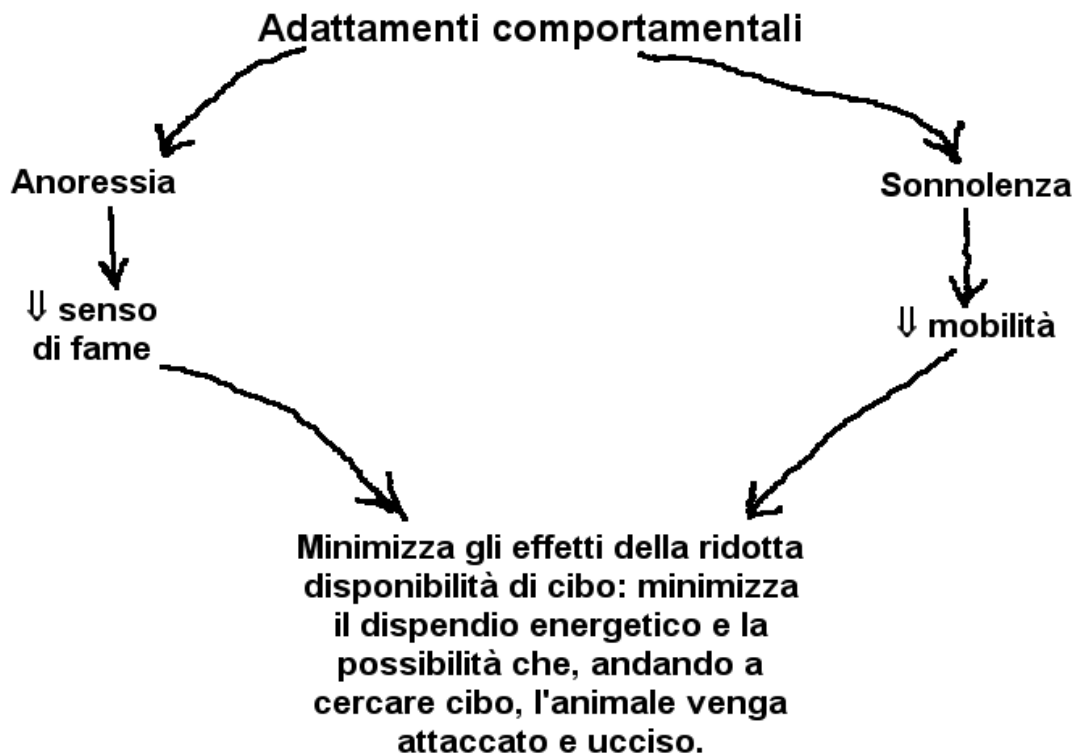 Adattamenti comportamentali
Anoressia
Sonnolenza
⇓ senso
di fame
⇓ mobilità
Minimizza gli effetti della ridotta
disponibilità di cibo: minimizza
il dispendio energetico e la
possibilità che, andando a
cercare cibo, l'animale venga
attaccato e ucciso.